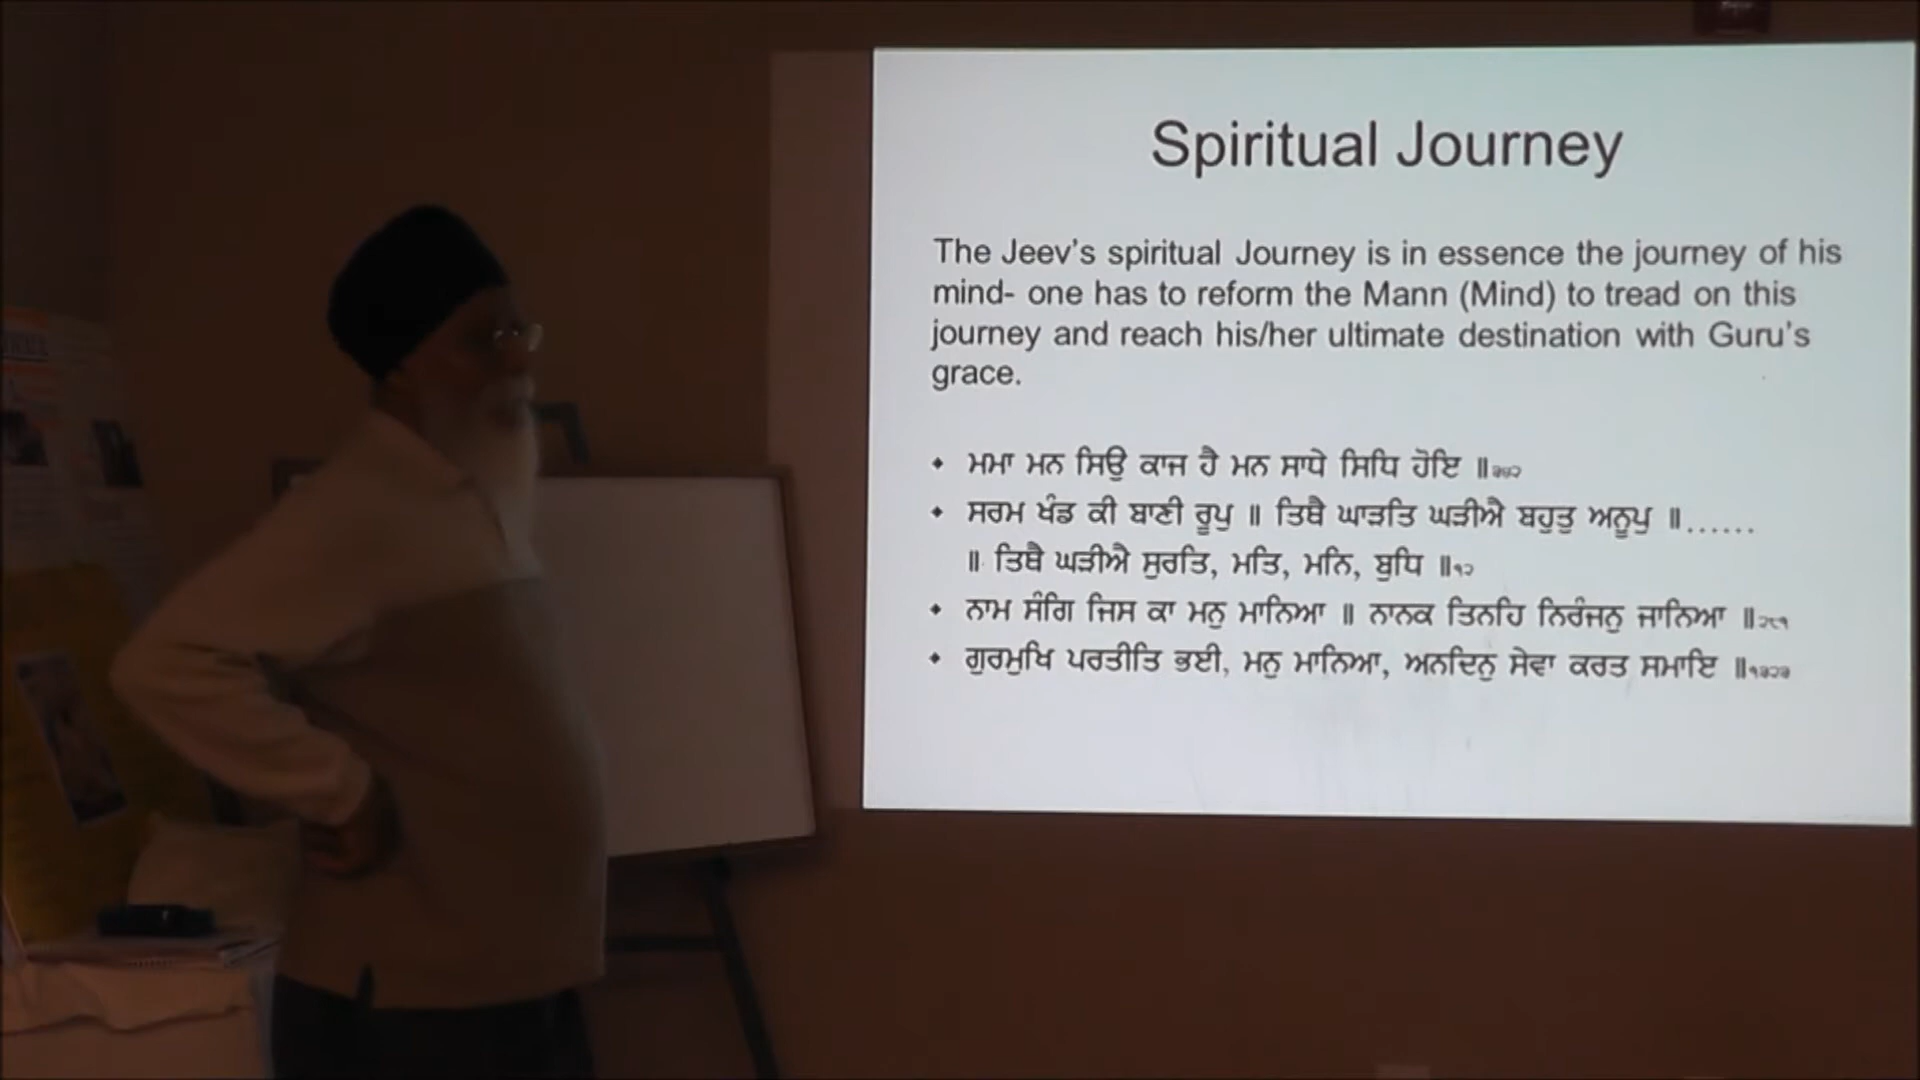 Spiritual Journey
The Jeev's spiritual Journey is in essence the journey of his
mind- one has to reform the Mann (Mind) to tread on this
journey and reach his/her ultimate destination with Guru's
grace.
• ਮਮਾ ਮਨ ਸਿਉ ਕਾਜ ਹੈ ਮਨ ਸਾਧੇ ਸਿਧਿ ਹੋਇ ॥੩੪੨
• ਸਰਮ ਖੰਡ ਕੀ ਬਾਣੀ ਰੂਪੁ ॥ ਤਿਥੈ ਘਾੜਤਿ ਘੜੀਐ ਬਹੁਤੁ ਅਨੂਪੁ ॥......
॥ ਤਿਥੈ ਘੜੀਐ ਸੁਰਤਿ, ਮਤਿ, ਮਨਿ, ਬੁਧਿ ॥੧੨
• ਨਾਮ ਸੰਗਿ ਜਿਸ ਕਾ ਮਨੁ ਮਾਨਿਆ ॥ ਨਾਨਕ ਤਿਨਹਿ ਨਿਰੰਜਨੁ ਜਾਨਿਆ ॥੨੮੧
• ਗੁਰਮੁਖਿ ਪਰਤੀਤਿ ਭਈ, ਮਨੁ ਮਾਨਿਆ, ਅਨਦਿਨੁ ਸੇਵਾ ਕਰਤ ਸਮਾਇ ॥੧੩੨੩